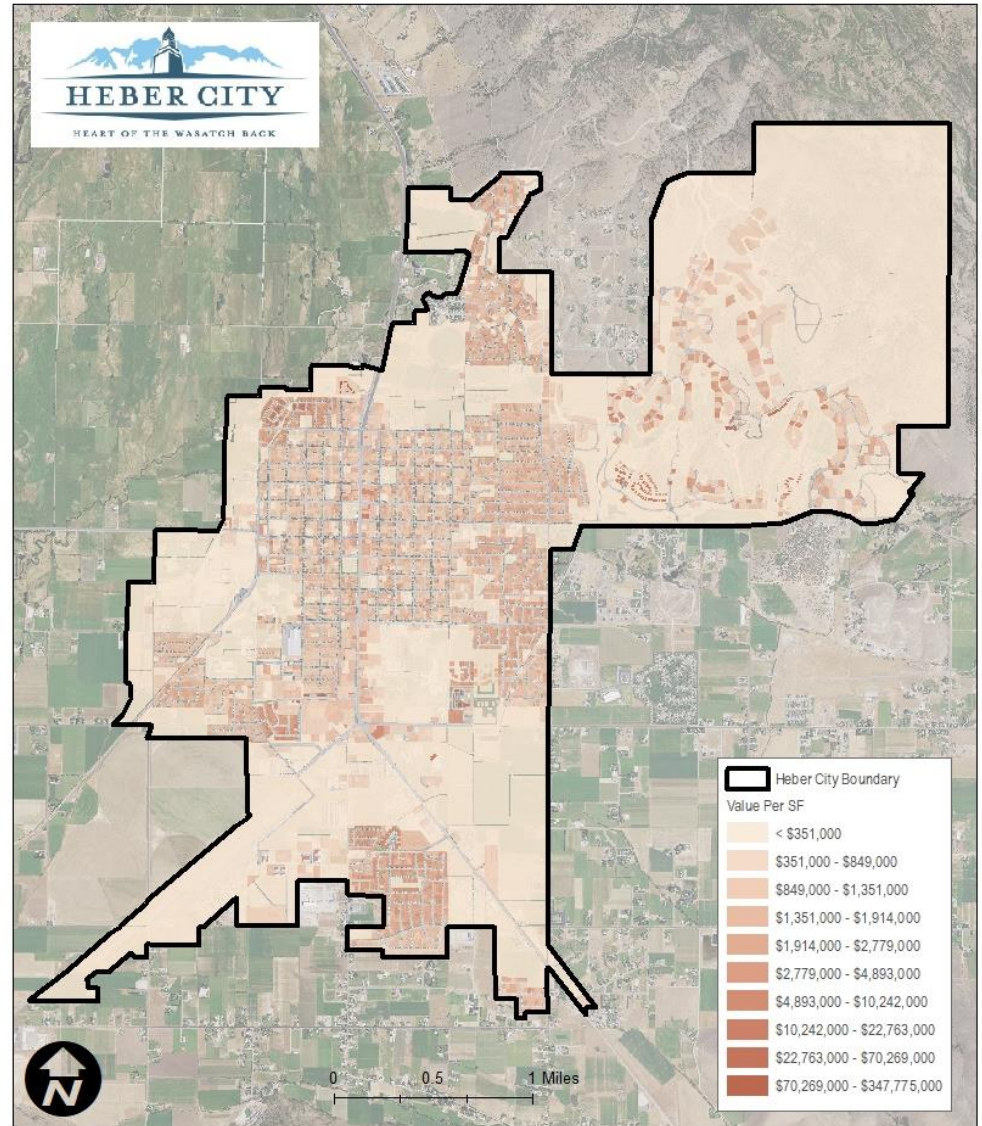 HEBER CITY
HEART OF THE WASATCH BACK
Heber City Boundary
Value Per SF
< $351,000
$351,000 - $849,000
$849,000 - $1,351,000
$1,351,000 - $1,914,000
$1,914,000 - $2,779,000
$2,779,000 - $4,893,000
$4,893,000 - $10,242,000
$10,242,000 - $22,763,000
$22,763,000 - $70,269,000
$70,269,000 - $347,775,000
N
0 0.5 1 Miles